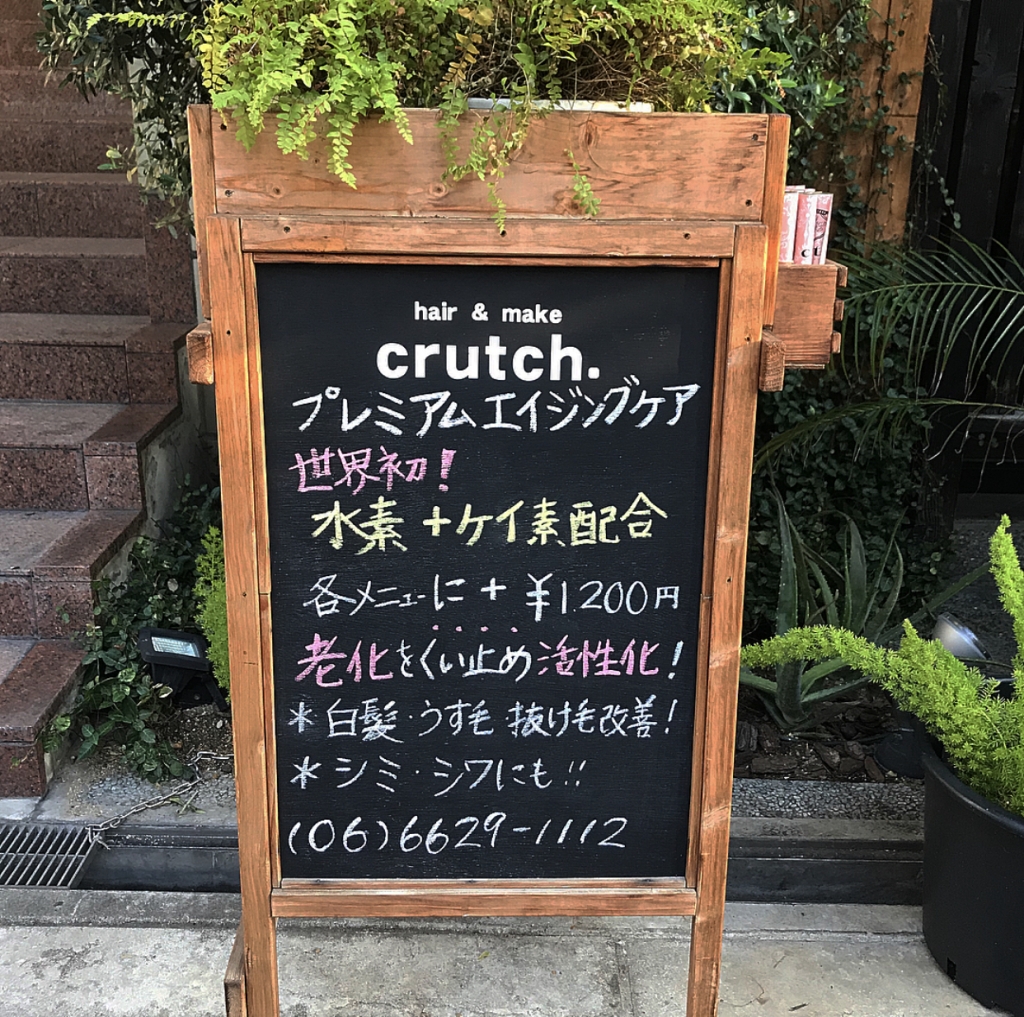 hair & make
crutch.
プレミアムエイジングケア
世界初!
水素+ケイ素配合
各メニューに+¥1,200円
老化をくい止め活性化!
*白髪・うす毛 抜け毛改善!
*シミ・シワにも!!
(06)6629-1112